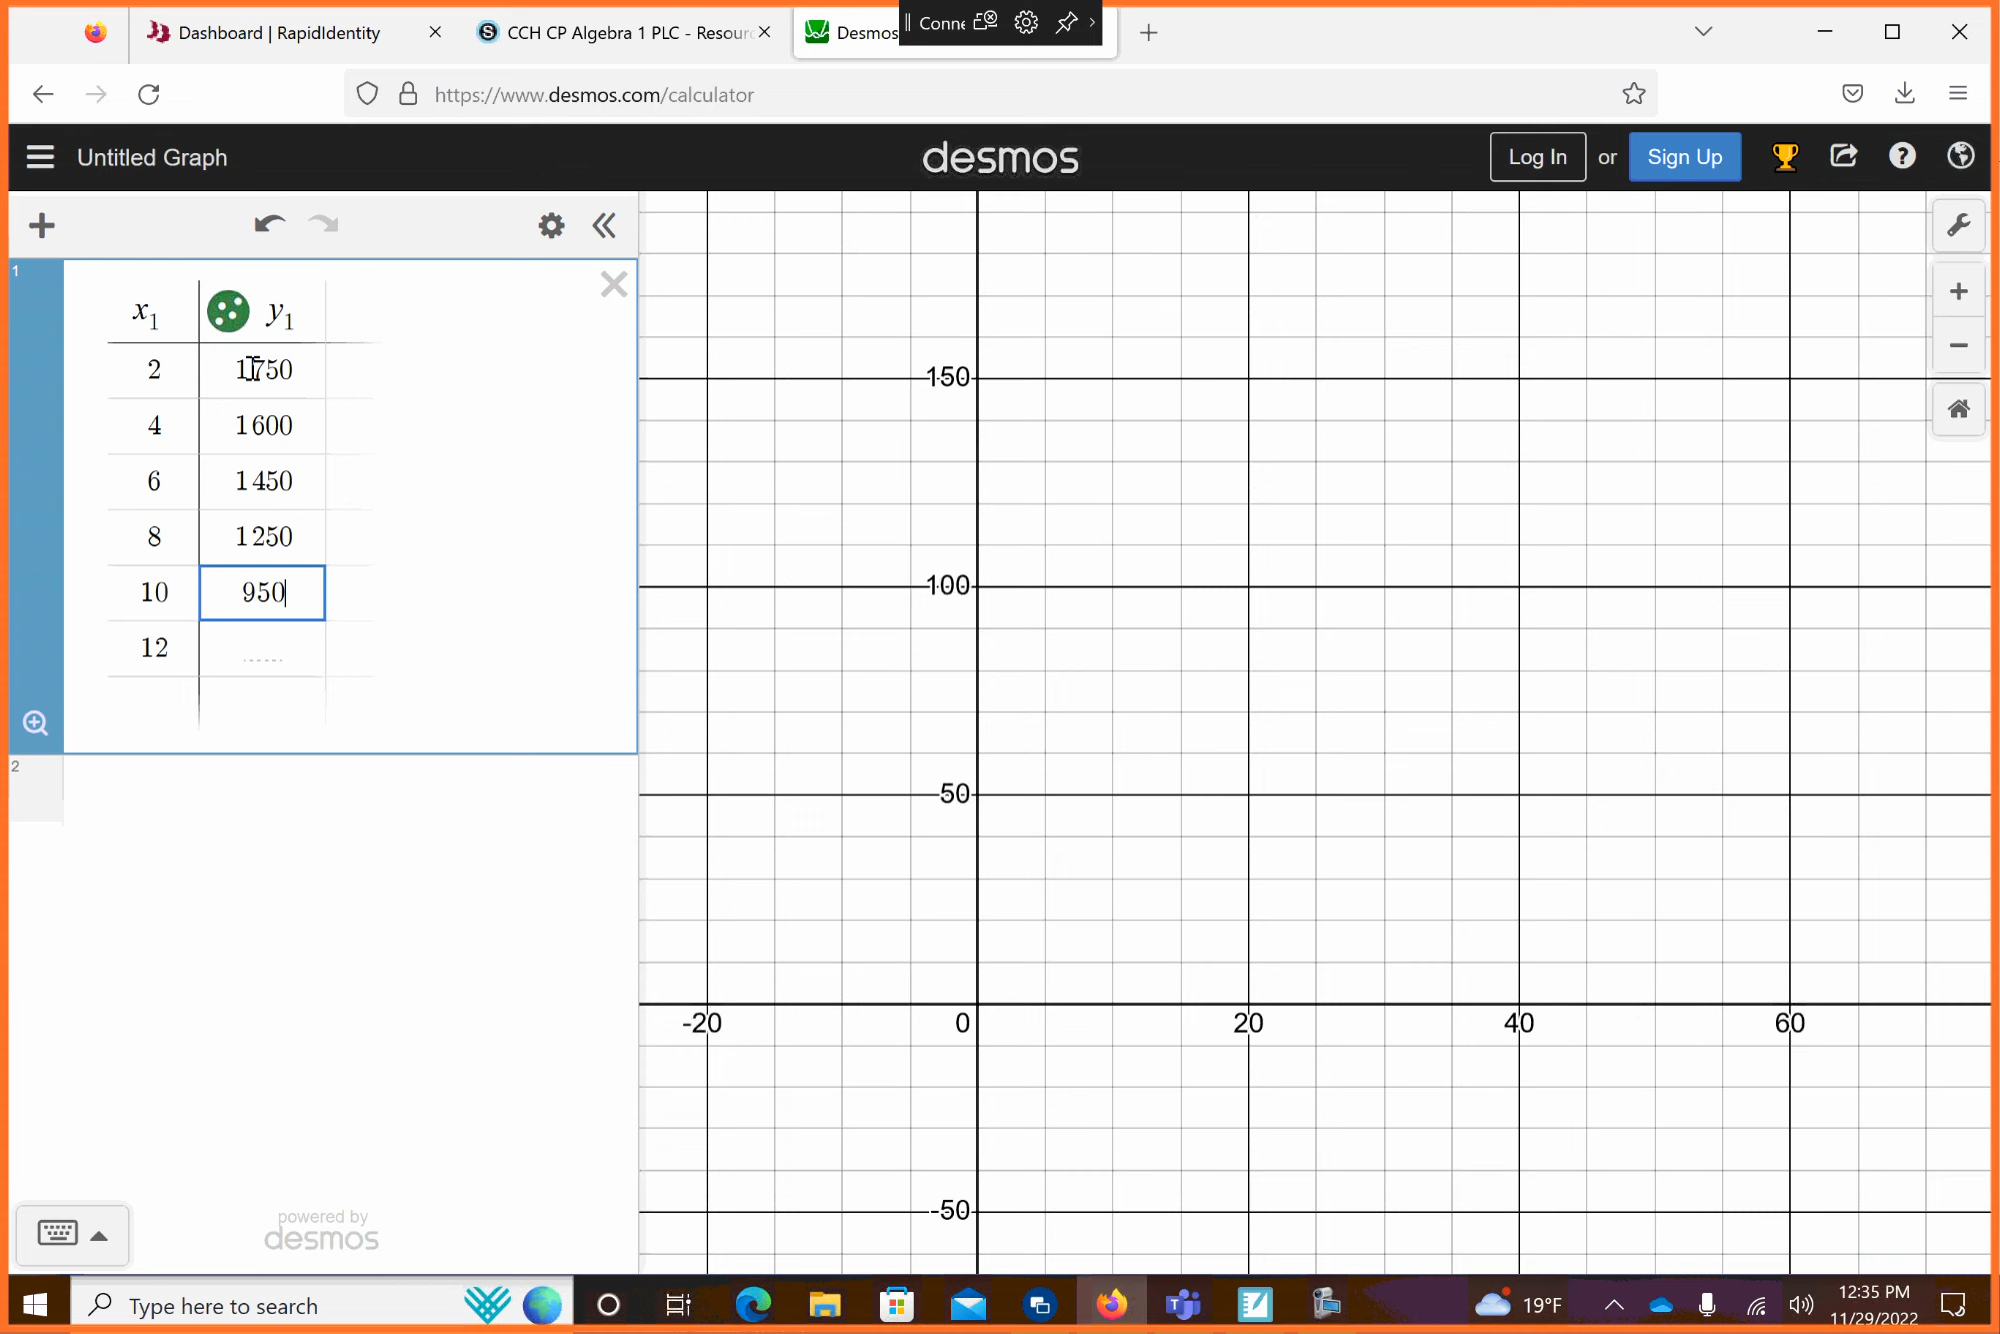 Dashboard | RapidIdentity
CCH CP Algebra 1 PLC - Resour
Desmos
Conne
https://www.desmos.com/calculator
Untitled Graph
desmos
Log In or Sign Up
1
x1 y1
2 1750
4 1600
6 1450
8 1250
10 950
12
2
150
100
50
-20 0 20 40 60
-50
powered by
desmos
Type here to search
19°F
12:35 PM
11/29/2022